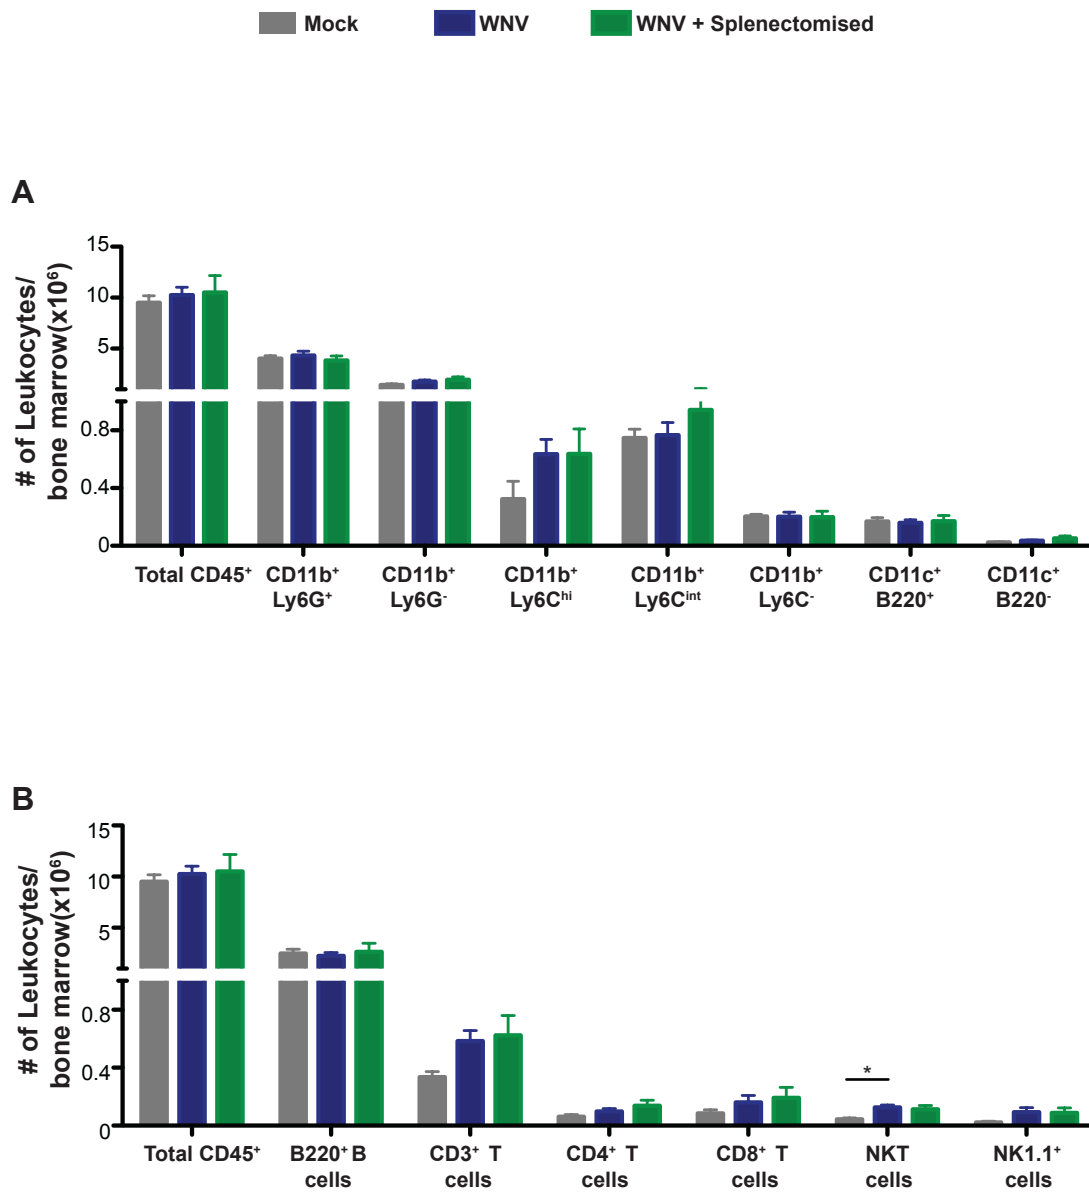 Mock WNV WNV + Splenectomised
A
# of Leukocytes/
bone marrow(x10⁶)
15
10
5
0.8
0.4
0
Total CD45⁺ CD11b⁺ CD11b⁺ CD11b⁺ CD11b⁺ CD11b⁺ CD11c⁺ CD11c⁺
Ly6G⁺ Ly6G⁻ Ly6Cʰⁱ Ly6Cⁱⁿᵗ Ly6C⁻ B220⁺ B220⁻
B
# of Leukocytes/
bone marrow(x10⁶)
15
10
5
0.8
0.4
0
*
Total CD45⁺ B220⁺ B CD3⁺ T CD4⁺ T CD8⁺ T NKT NK1.1⁺
cells cells cells cells cells cells